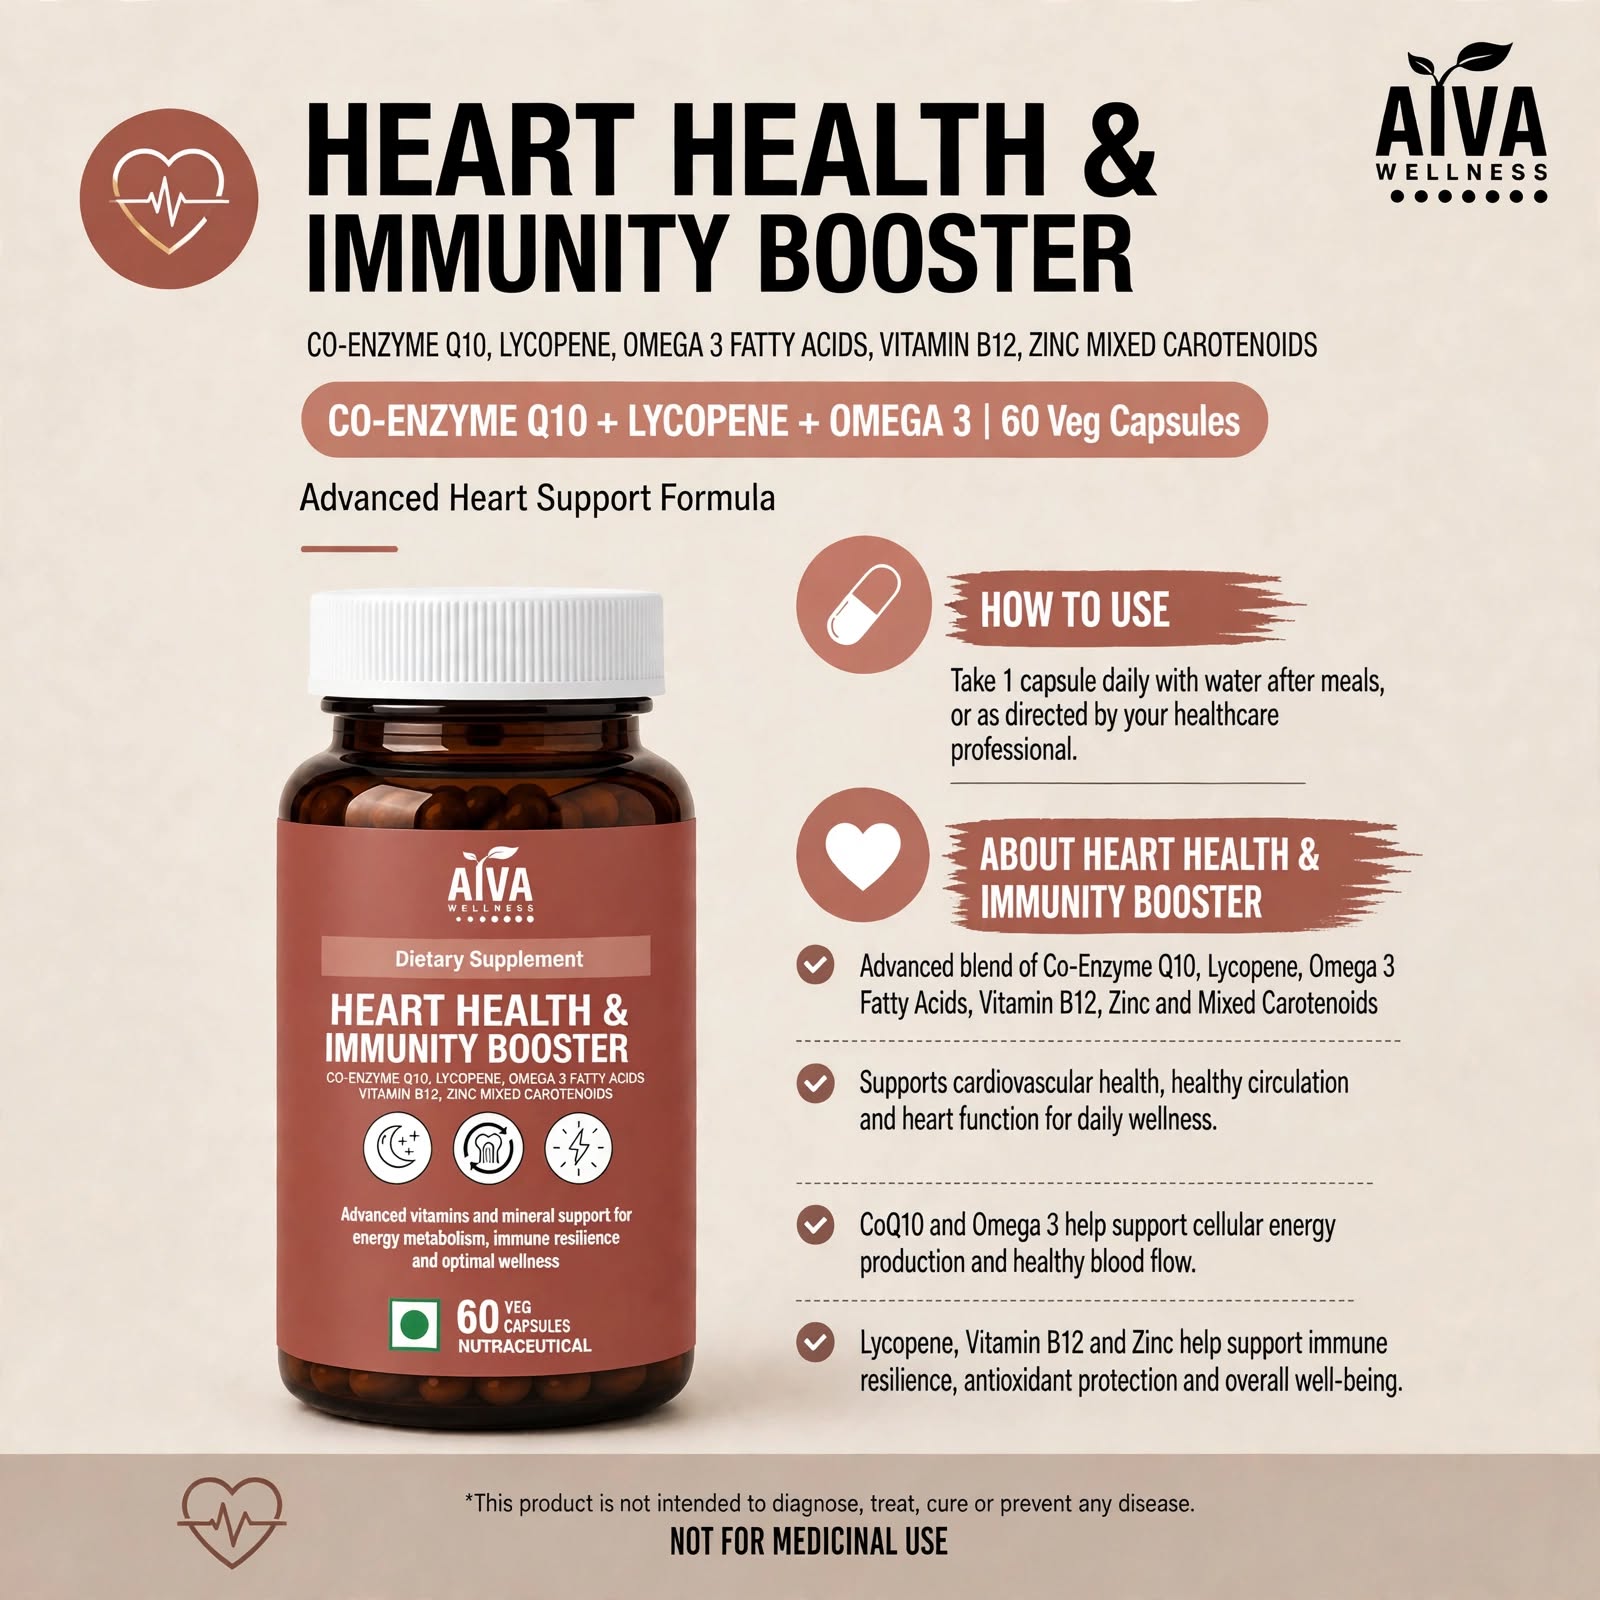 AIVA
WELLNESS
HEART HEALTH &
IMMUNITY BOOSTER
CO-ENZYME Q10, LYCOPENE, OMEGA 3 FATTY ACIDS, VITAMIN B12, ZINC MIXED CAROTENOIDS
CO-ENZYME Q10 + LYCOPENE + OMEGA 3 | 60 Veg Capsules
Advanced Heart Support Formula
HOW TO USE
Take 1 capsule daily with water after meals,
or as directed by your healthcare
professional.
ABOUT HEART HEALTH &
IMMUNITY BOOSTER
Advanced blend of Co-Enzyme Q10, Lycopene, Omega 3
Fatty Acids, Vitamin B12, Zinc and Mixed Carotenoids
Supports cardiovascular health, healthy circulation
and heart function for daily wellness.
CoQ10 and Omega 3 help support cellular energy
production and healthy blood flow.
Lycopene, Vitamin B12 and Zinc help support immune
resilience, antioxidant protection and overall well-being.
AIVA
WELLNESS
Dietary Supplement
HEART HEALTH &
IMMUNITY BOOSTER
CO-ENZYME Q10, LYCOPENE, OMEGA 3 FATTY ACIDS
VITAMIN B12, ZINC MIXED CAROTENOIDS
Advanced vitamins and mineral support for
energy metabolism, immune resilience
and optimal wellness
60 VEG
CAPSULES
NUTRACEUTICAL
*This product is not intended to diagnose, treat, cure or prevent any disease.
NOT FOR MEDICINAL USE